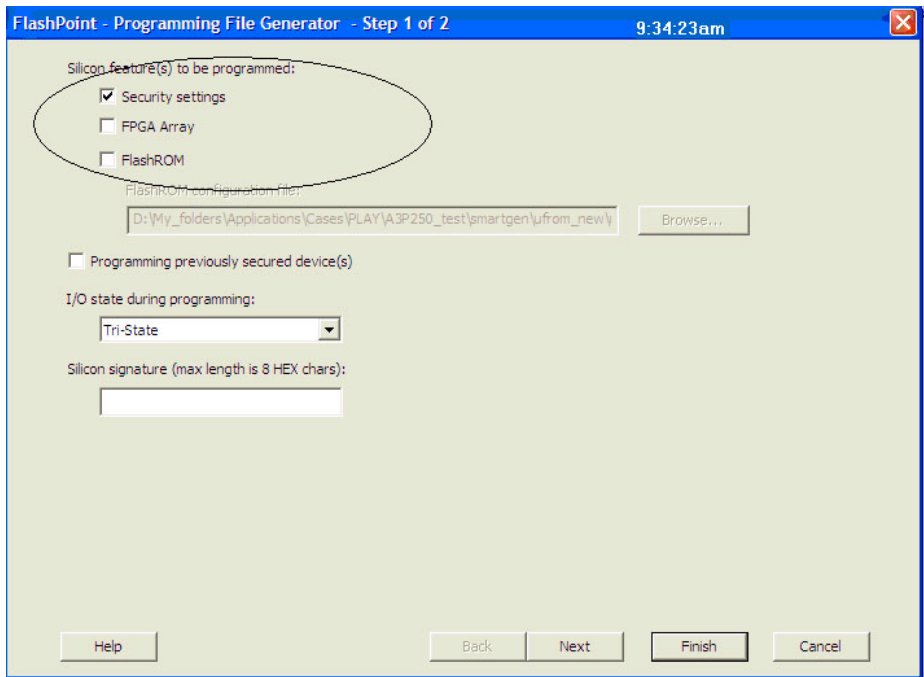 FlashPoint - Programming File Generator - Step 1 of 2 9:34:23am
Silicon feature(s) to be programmed:
Security settings
FPGA Array
FlashROM
FlashROM configuration file:
D:\My_folders\Applications\Cases\PLAY\A3P250_test\smartgen\ufrom_new\ Browse...
Programming previously secured device(s)
I/O state during programming:
Tri-State
Silicon signature (max length is 8 HEX chars):
Help Back Next Finish Cancel